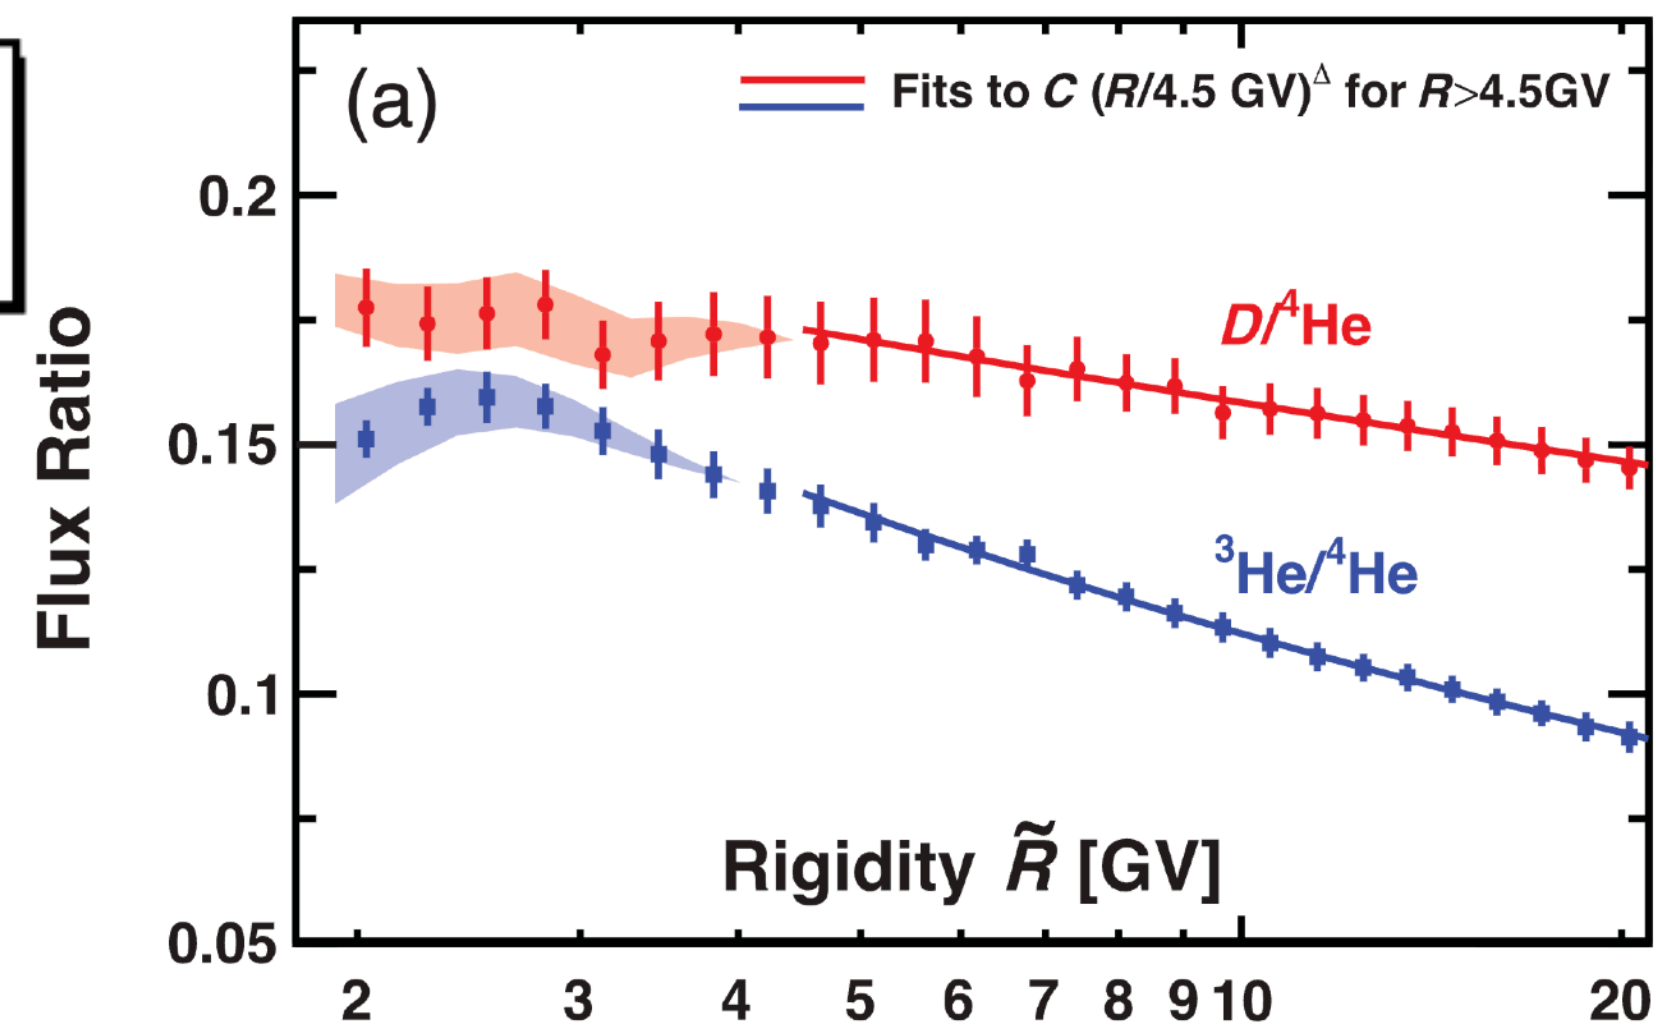 (a)
Fits to C (R/4.5 GV)^Δ for R>4.5GV
0.2
D/⁴He
0.15
³He/⁴He
0.1
0.05
Flux Ratio
Rigidity R̃ [GV]
2 3 4 5 6 7 8 9 10 20